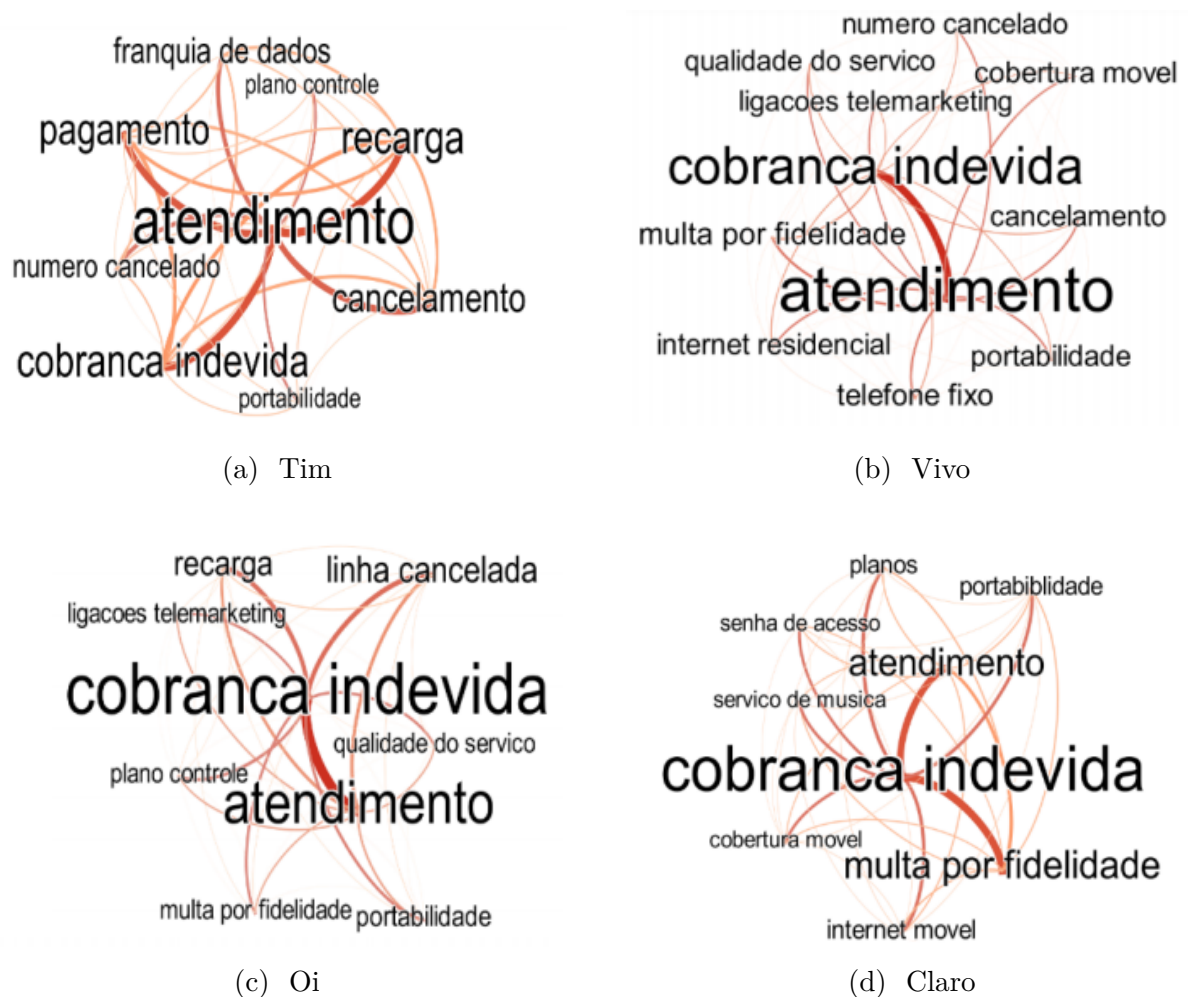 franquia de dados
plano controle
pagamento
recarga
atendimento
numero cancelado
cancelamento
cobranca indevida
portabilidade
(a) Tim
numero cancelado
qualidade do servico
cobertura movel
ligacoes telemarketing
cobranca indevida
cancelamento
multa por fidelidade
atendimento
internet residencial
portabilidade
telefone fixo
(b) Vivo
recarga
linha cancelada
ligacoes telemarketing
cobranca indevida
qualidade do servico
plano controle
atendimento
multa por fidelidade
portabilidade
(c) Oi
planos
portabiblidade
senha de acesso
atendimento
servico de musica
cobranca indevida
cobertura movel
multa por fidelidade
internet movel
(d) Claro